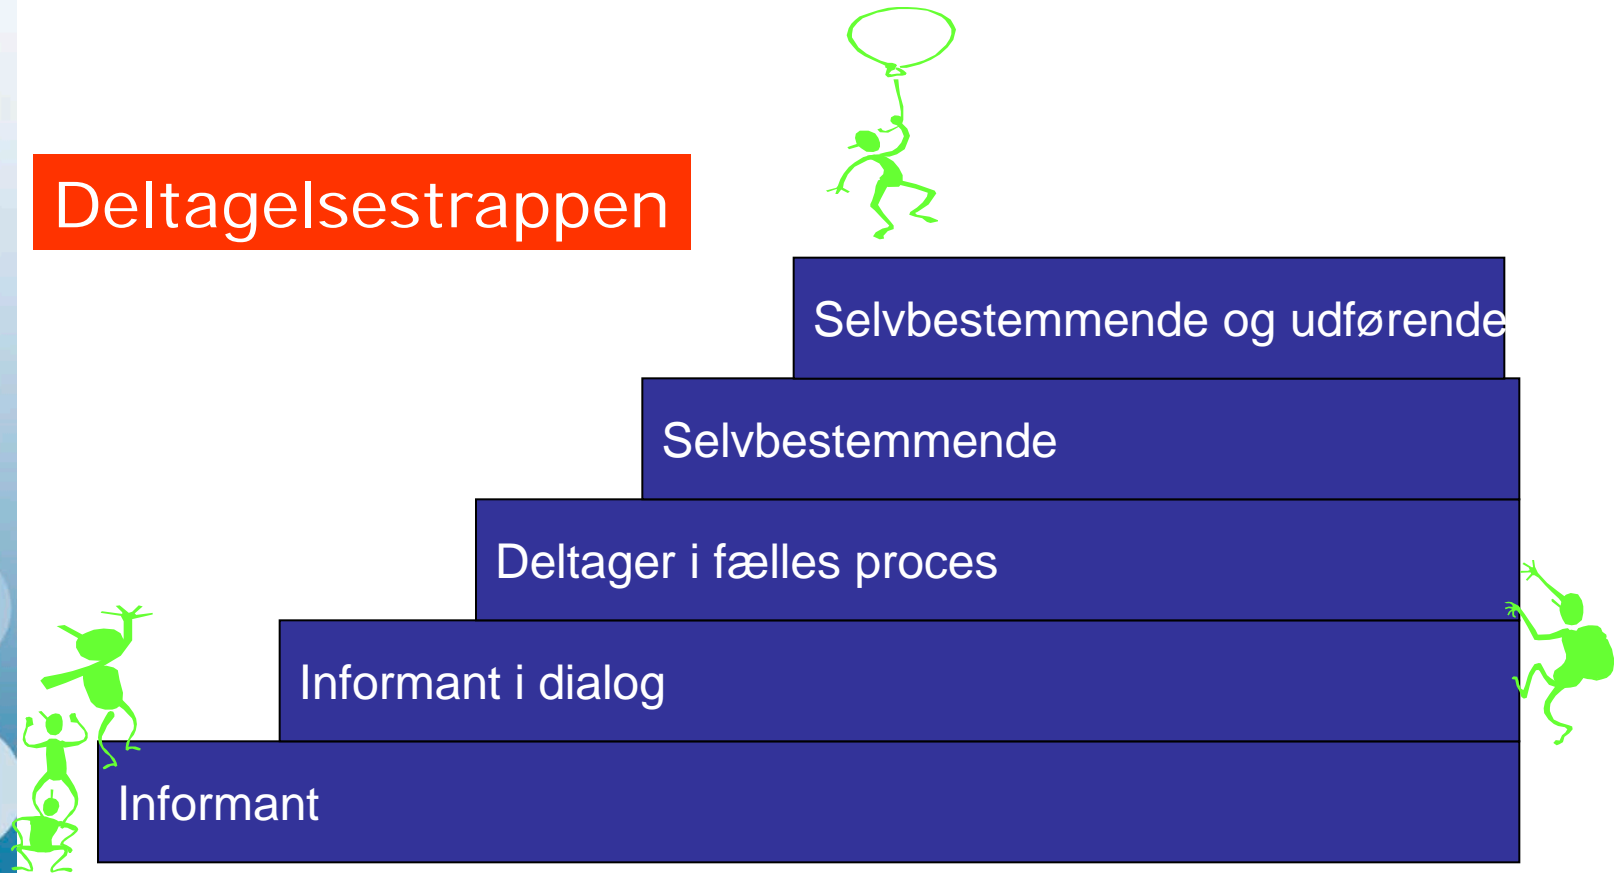 Deltagelsestrappen
Selvbestemmende og udførende
Selvbestemmende
Deltager i fælles proces
Informant i dialog
Informant